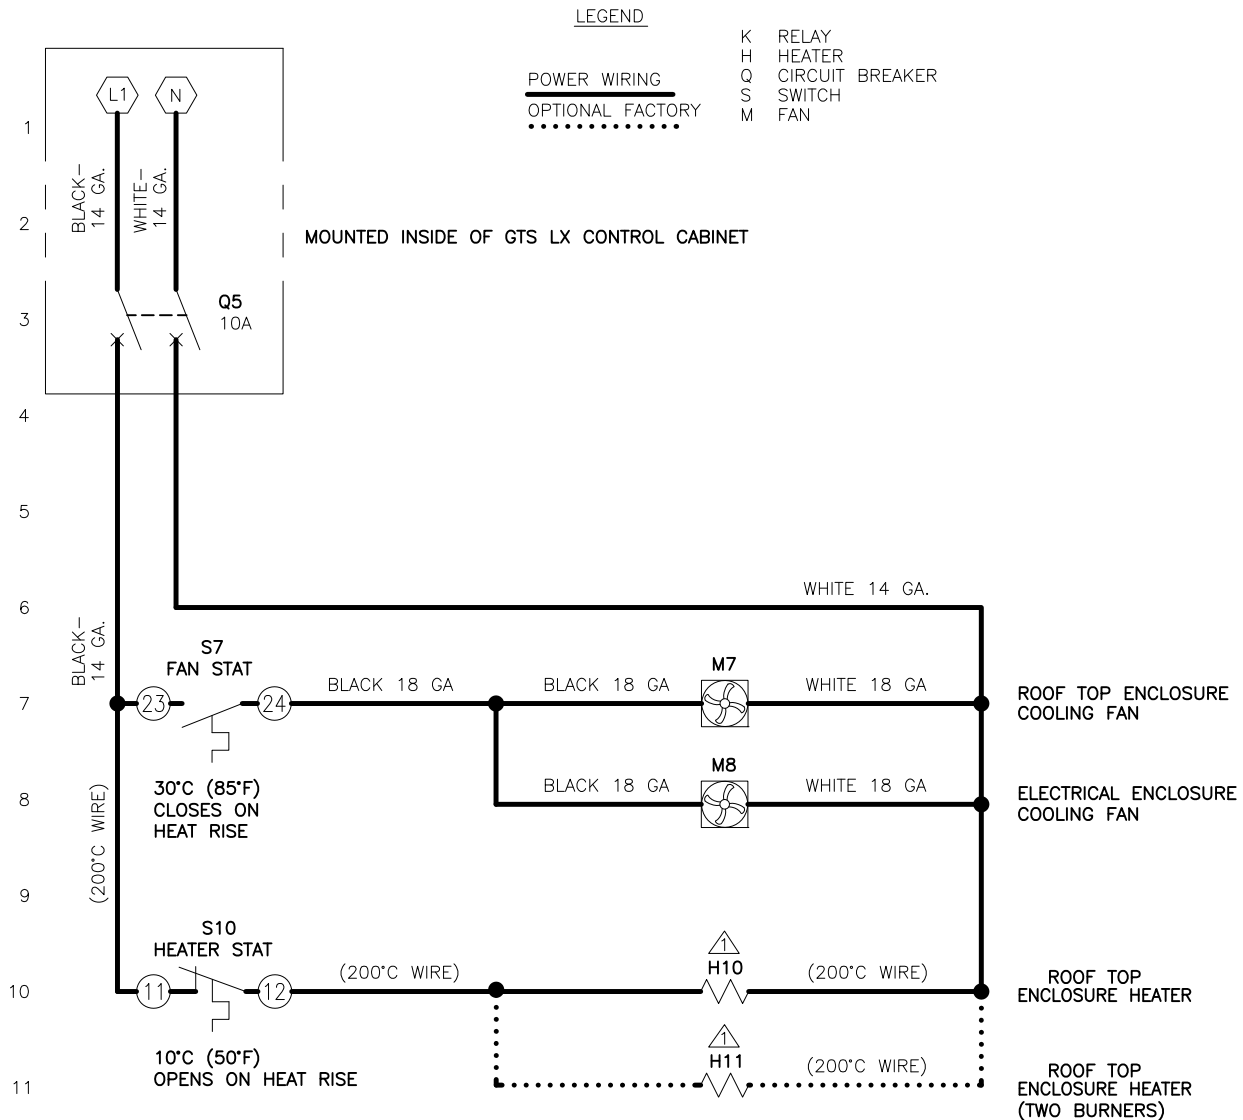 LEGEND
K RELAY
H HEATER
Q CIRCUIT BREAKER
S SWITCH
M FAN
POWER WIRING
OPTIONAL FACTORY
L1
N
1
BLACK-
14 GA.
WHITE-
14 GA.
2
MOUNTED INSIDE OF GTS LX CONTROL CABINET
3
Q5
10A
4
5
6
WHITE 14 GA.
BLACK-
14 GA.
S7
FAN STAT
7
23
24
BLACK 18 GA
BLACK 18 GA
M7
WHITE 18 GA
ROOF TOP ENCLOSURE
COOLING FAN
30°C (85°F)
CLOSES ON
HEAT RISE
8
BLACK 18 GA
M8
WHITE 18 GA
ELECTRICAL ENCLOSURE
COOLING FAN
(200°C WIRE)
9
S10
HEATER STAT
10
11
12
(200°C WIRE)
1
H10
(200°C WIRE)
ROOF TOP
ENCLOSURE HEATER
10°C (50°F)
OPENS ON HEAT RISE
11
1
H11
(200°C WIRE)
ROOF TOP
ENCLOSURE HEATER
(TWO BURNERS)